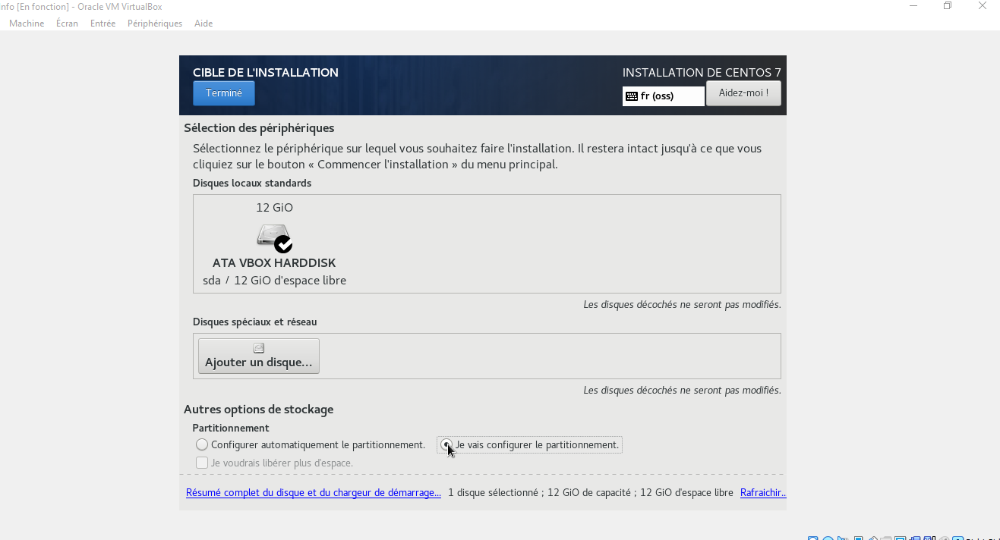 nfo [En fonction] - Oracle VM VirtualBox
Machine Écran Entrée Périphériques Aide
CIBLE DE L'INSTALLATION
INSTALLATION DE CENTOS 7
Terminé
fr (oss)
Aidez-moi !
Sélection des périphériques
Sélectionnez le périphérique sur lequel vous souhaitez faire l'installation. Il restera intact jusqu'à ce que vous
cliquiez sur le bouton « Commencer l'installation » du menu principal.
Disques locaux standards
12 GiO
ATA VBOX HARDDISK
sda / 12 GiO d'espace libre
Les disques décochés ne seront pas modifiés.
Disques spéciaux et réseau
Ajouter un disque...
Les disques décochés ne seront pas modifiés.
Autres options de stockage
Partitionnement
Configurer automatiquement le partitionnement. Je vais configurer le partitionnement.
Je voudrais libérer plus d'espace.
Résumé complet du disque et du chargeur de démarrage... 1 disque sélectionné ; 12 GiO de capacité ; 12 GiO d'espace libre Rafraichir..